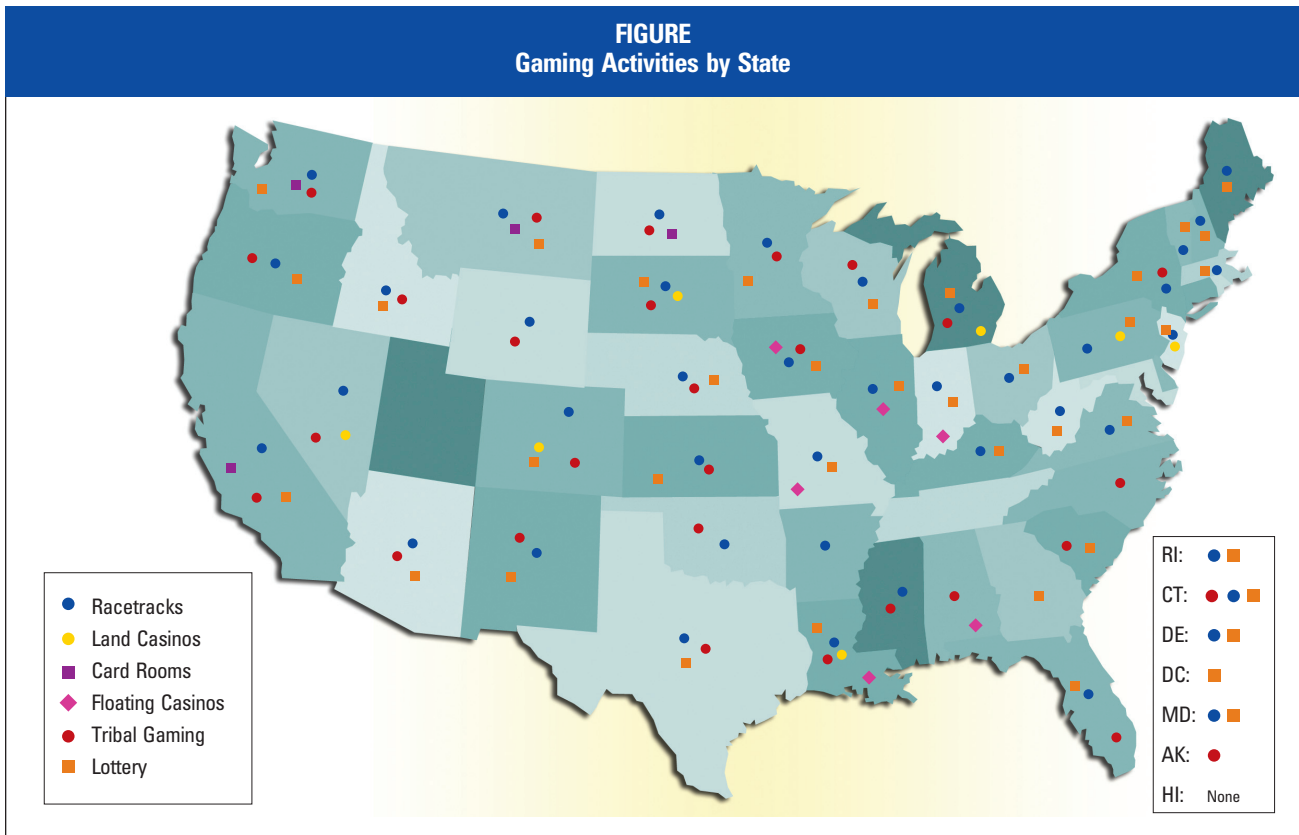 FIGURE
Gaming Activities by State
Racetracks
Land Casinos
Card Rooms
Floating Casinos
Tribal Gaming
Lottery
RI:
CT:
DE:
DC:
MD:
AK:
HI: None